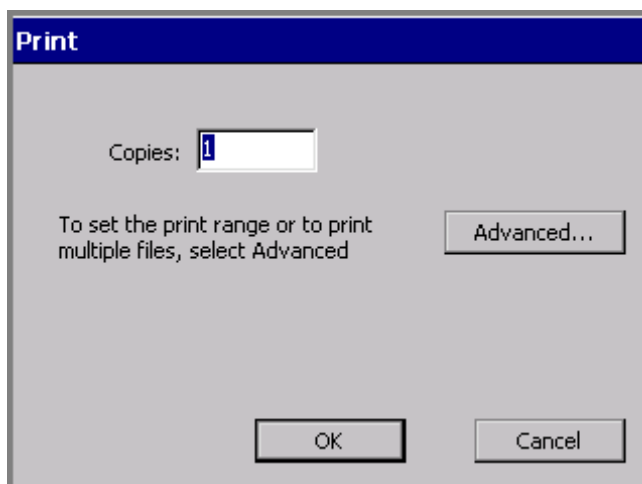 Print
Copies: 1
To set the print range or to print
multiple files, select Advanced
Advanced...
OK
Cancel